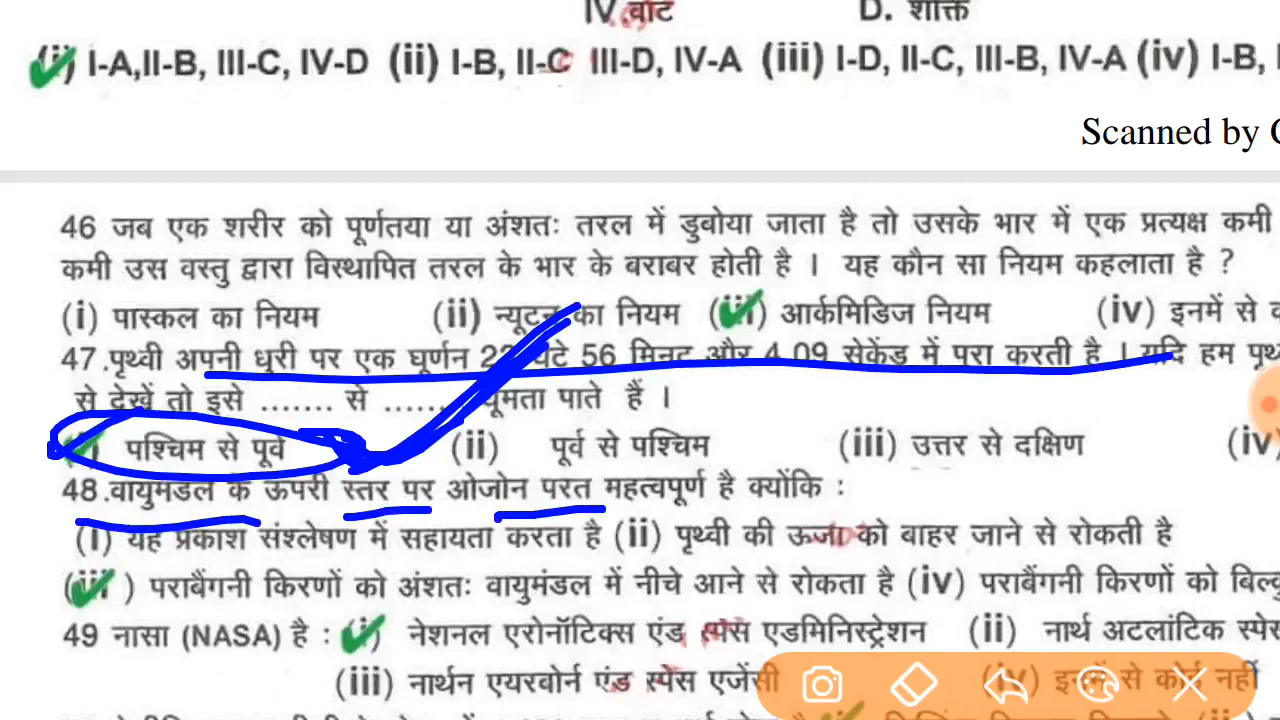 IV. वाट D. शक्ति
(i) I-A,II-B, III-C, IV-D (ii) I-B, II-C III-D, IV-A (iii) I-D, II-C, III-B, IV-A (iv) I-B,
Scanned by
46 जब एक शरीर को पूर्णतया या अंशतः तरल में डुबोया जाता है तो उसके भार में एक प्रत्यक्ष कमी
कमी उस वस्तु द्वारा विस्थापित तरल के भार के बराबर होती है । यह कौन सा नियम कहलाता है ?
(i) पास्कल का नियम (ii) न्यूटन का नियम (iii) आर्कमिडिज नियम (iv) इनमें से
47.पृथ्वी अपनी धूरी पर एक घूर्णन 23 घंटे 56 मिनट और 4.09 सेकेंड में पूरा करती है । यदि हम
से देखें तो इसे ....... से ....... घूमता पाते हैं ।
(i) पश्चिम से पूर्व (ii) पूर्व से पश्चिम (iii) उत्तर से दक्षिण (iv)
48.वायुमंडल के ऊपरी स्तर पर ओजोन परत महत्वपूर्ण है क्योंकि :
(i) यह प्रकाश संश्लेषण में सहायता करता है (ii) पृथ्वी की ऊर्जा को बाहर जाने से रोकती है
(iii ) पराबैंगनी किरणों को अंशतः वायुमंडल में नीचे आने से रोकता है (iv) पराबैंगनी किरणों को
49 नासा (NASA) है : (i) नेशनल एरोनॉटिक्स एंड स्पेस एडमिनिस्ट्रेशन (ii) नार्थ अटलांटिक
(iii) नार्थन एयरवोर्न एंड स्पेस एजेंसी (iv) इनमें से कोई नहीं